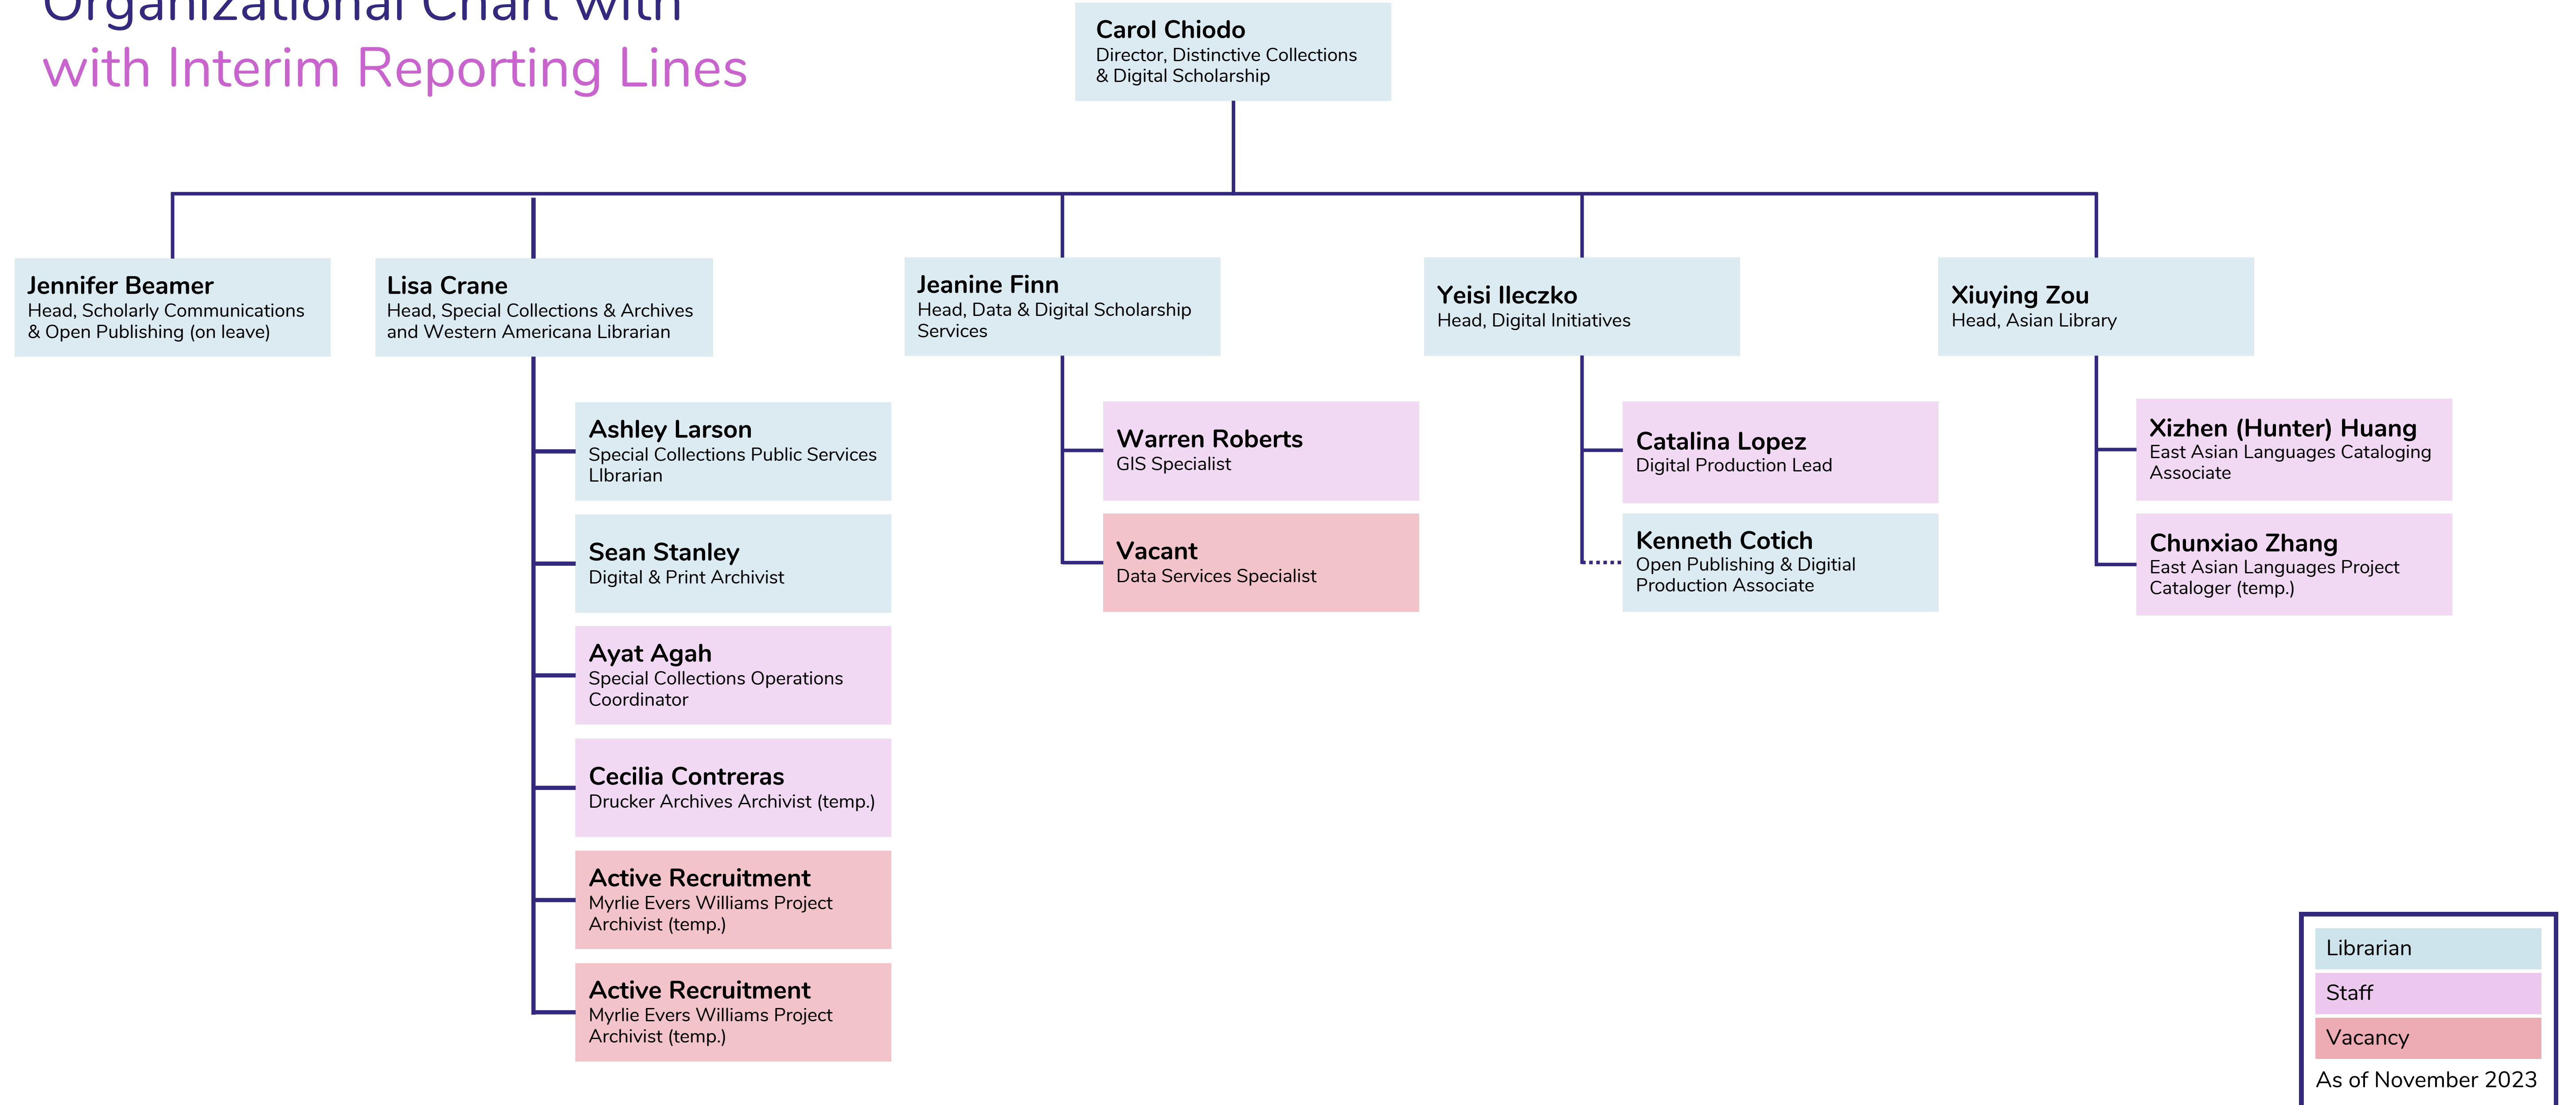 Organizational Chart with
with Interim Reporting Lines
Carol Chiodo
Director, Distinctive Collections
& Digital Scholarship
Jennifer Beamer
Head, Scholarly Communications
& Open Publishing (on leave)
Lisa Crane
Head, Special Collections & Archives
and Western Americana Librarian
Ashley Larson
Special Collections Public Services
LIbrarian
Sean Stanley
Digital & Print Archivist
Ayat Agah
Special Collections Operations
Coordinator
Cecilia Contreras
Drucker Archives Archivist (temp.)
Active Recruitment
Myrlie Evers Williams Project
Archivist (temp.)
Active Recruitment
Myrlie Evers Williams Project
Archivist (temp.)
Jeanine Finn
Head, Data & Digital Scholarship
Services
Warren Roberts
GIS Specialist
Vacant
Data Services Specialist
Yeisi Ileczko
Head, Digital Initiatives
Catalina Lopez
Digital Production Lead
Kenneth Cotich
Open Publishing & Digitial
Production Associate
Xiuying Zou
Head, Asian Library
Xizhen (Hunter) Huang
East Asian Languages Cataloging
Associate
Chunxiao Zhang
East Asian Languages Project
Cataloger (temp.)
Librarian
Staff
Vacancy
As of November 2023